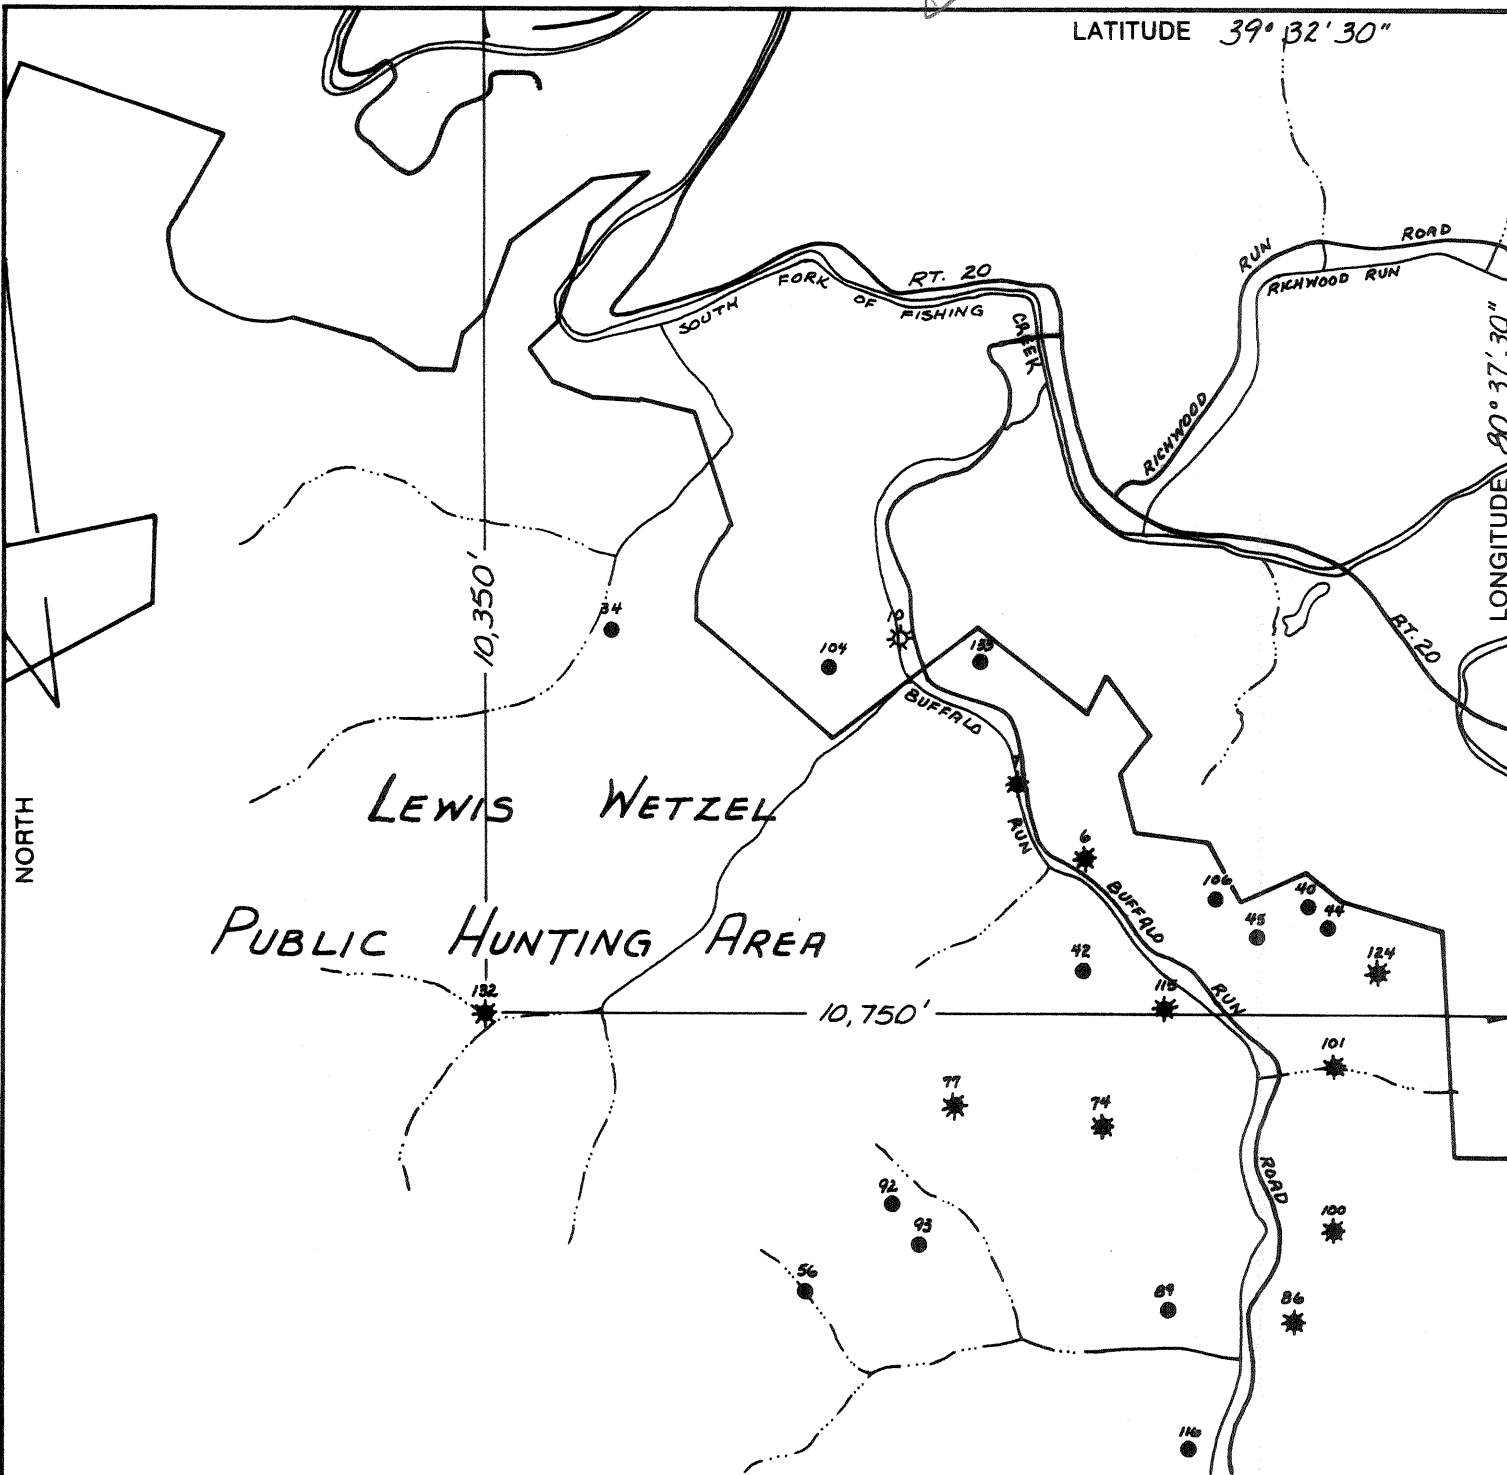 LATITUDE 39° 32' 30"
ROAD
RUN
RICHWOOD RUN
RT. 20
SOUTH FORK OF FISHING CREEK
LONGITUDE 80° 37' 30"
RICHWOOD
10,350'
34
104
133
RT. 20
BUFFALO
LEWIS WETZEL
NORTH
RUN
6
106
40
45
44
BUFFALO
PUBLIC HUNTING AREA
42
124
132
115
RUN
10,750'
101
77
74
ROAD
92
93
100
56
89
86
116